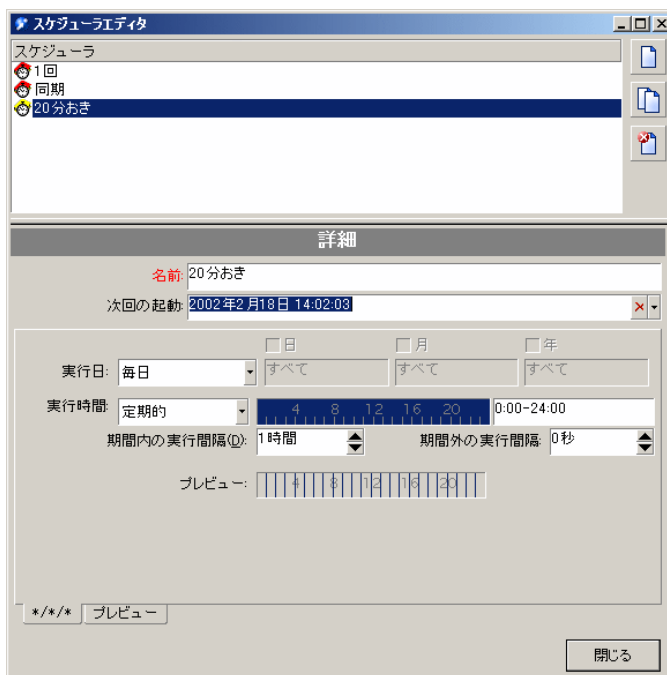 スケジューラエディタ
スケジューラ
1回
同期
20分おき
詳細
名前: 20分おき
次回の起動: 2002年2月18日 14:02:03
日 月 年
実行日: 毎日 すべて すべて すべて
実行時間: 定期的 4 8 12 16 20 0:00-24:00
期間内の実行間隔(D): 1時間 期間外の実行間隔: 0秒
プレビュー: 4 8 12 16 20
*/*/* プレビュー
閉じる